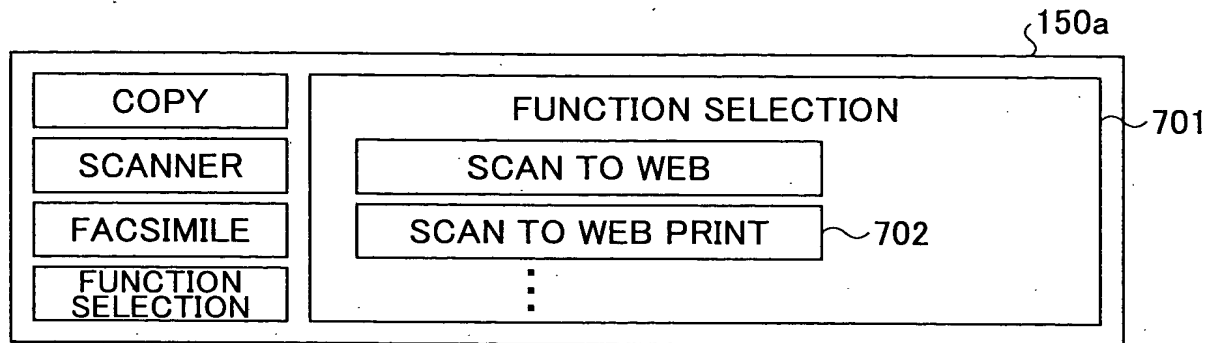 150a
COPY
SCANNER
FACSIMILE
FUNCTION
SELECTION
FUNCTION SELECTION
701
SCAN TO WEB
SCAN TO WEB PRINT
702